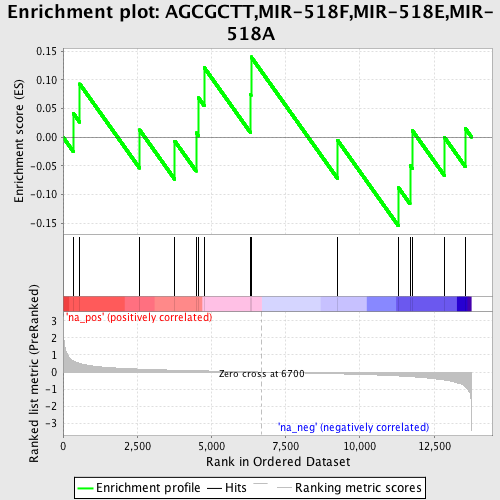 Enrichment plot: AGCGCTT,MIR-518F,MIR-518E,MIR-
518A
Enrichment score (ES)
0.15
0.10
0.05
0.00
-0.05
-0.10
-0.15
'na_pos' (positively correlated)
Ranked list metric (PreRanked)
3
2
1
0
-1
-2
-3
Zero cross at 6700
'na_neg' (negatively correlated)
0
2,500
5,000
7,500
10,000
12,500
Rank in Ordered Dataset
Enrichment profile
Hits
Ranking metric scores